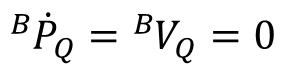 $^{B}\dot{P}_{Q} = {}^{B}V_{Q} = 0$